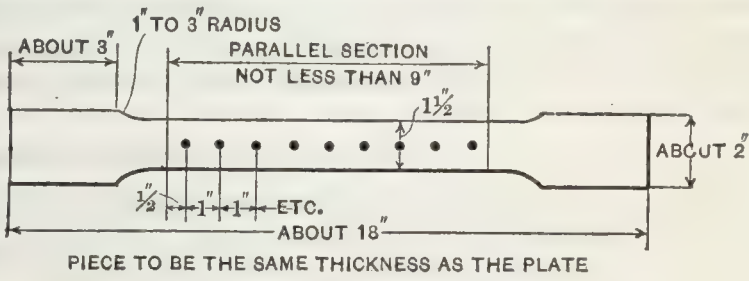 1" TO 3" RADIUS
ABOUT 3"
PARALLEL SECTION
NOT LESS THAN 9"
1½"
ABOUT 2"
½"
1"
1"
ETC.
ABOUT 18"
PIECE TO BE THE SAME THICKNESS AS THE PLATE